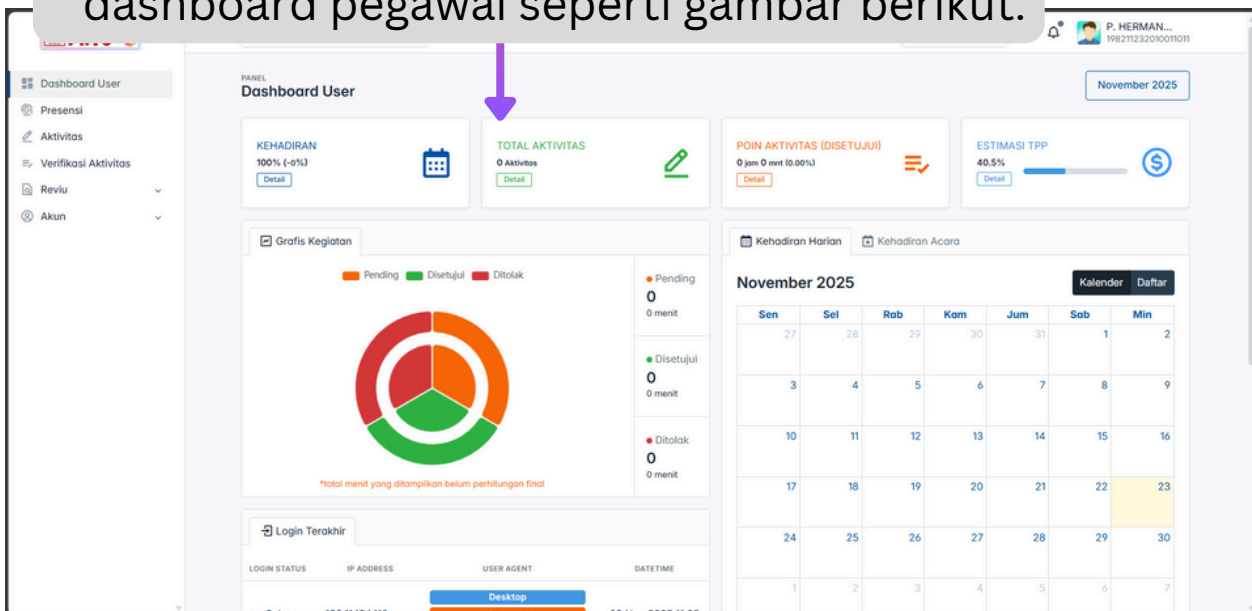 dashboard pegawai seperti gambar berikut.
P. HERMAN...
198211232010011011
Dashboard User
Presensi
Aktivitas
Verifikasi Aktivitas
Reviu
Akun
PANEL
Dashboard User
November 2025
KEHADIRAN
100% (-0%)
Detail
TOTAL AKTIVITAS
0 Aktivitas
Detail
POIN AKTIVITAS (DISETUJUI)
0 jam 0 mnt (0.00%)
Detail
ESTIMASI TPP
40.5%
Detail
Grafis Kegiatan
Pending Disetujui Ditolak
Pending
0
0 menit
Disetujui
0
0 menit
Ditolak
0
0 menit
*total menit yang ditampilkan belum perhitungan final
Login Terakhir
LOGIN STATUS IP ADDRESS USER AGENT DATETIME
Desktop
Kehadiran Harian Kehadiran Acara
November 2025
Kalender Daftar
Sen Sel Rab Kam Jum Sab Min
27 28 29 30 31 1 2
3 4 5 6 7 8 9
10 11 12 13 14 15 16
17 18 19 20 21 22 23
24 25 26 27 28 29 30
1 2 3 4 5 6 7